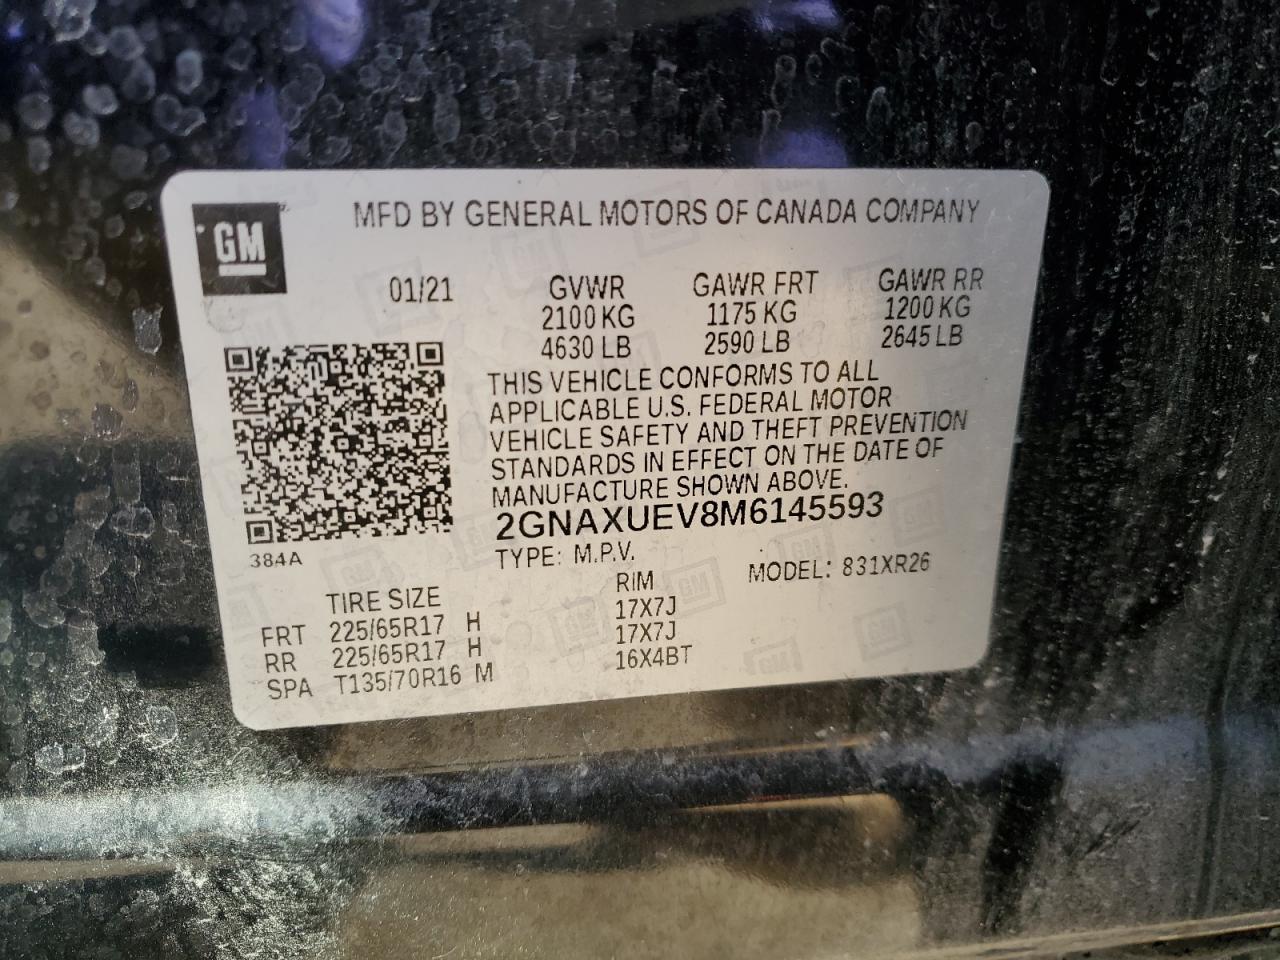 GM
MFD BY GENERAL MOTORS OF CANADA COMPANY
01/21 GVWR GAWR FRT GAWR RR
2100 KG 1175 KG 1200 KG
4630 LB 2590 LB 2645 LB
THIS VEHICLE CONFORMS TO ALL
APPLICABLE U.S. FEDERAL MOTOR
VEHICLE SAFETY AND THEFT PREVENTION
STANDARDS IN EFFECT ON THE DATE OF
MANUFACTURE SHOWN ABOVE.
2GNAXUEV8M6145593
384A TYPE: M.P.V. MODEL: 831XR26
TIRE SIZE RIM
FRT 225/65R17 H 17X7J
RR 225/65R17 H 17X7J
SPA T135/70R16 M 16X4BT